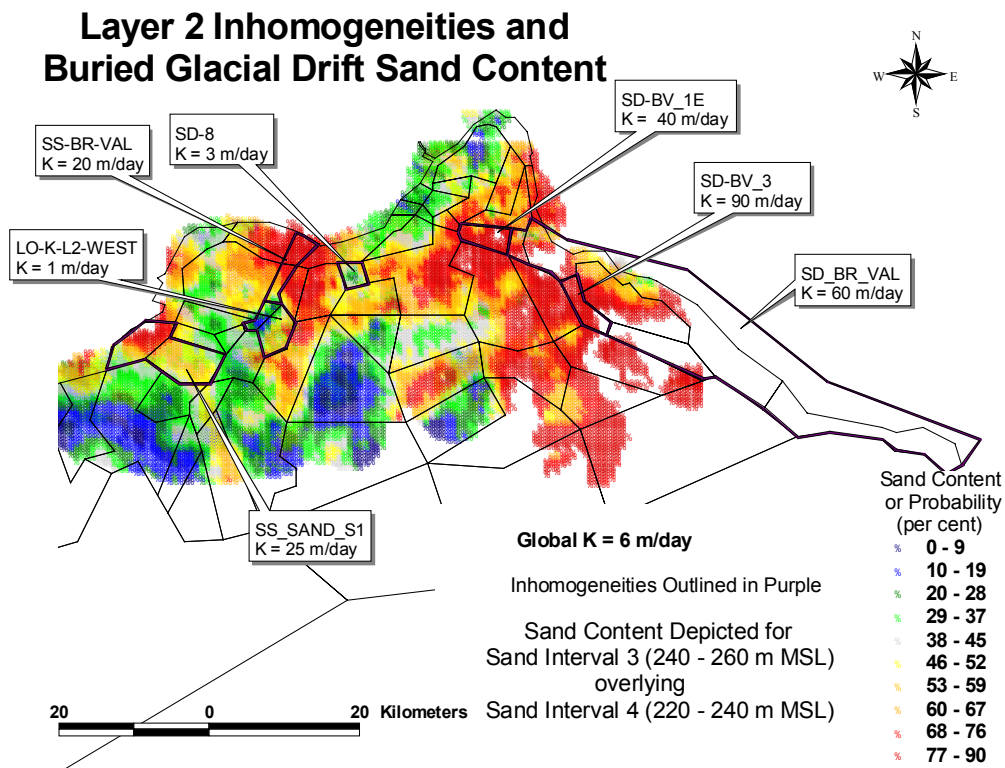 Layer 2 Inhomogeneities and
Buried Glacial Drift Sand Content
N
W
E
S
SD-BV_1E
K = 40 m/day
SD-8
K = 3 m/day
SS-BR-VAL
K = 20 m/day
SD-BV_3
K = 90 m/day
LO-K-L2-WEST
K = 1 m/day
SD_BR_VAL
K = 60 m/day
SS_SAND_S1
K = 25 m/day
Global K = 6 m/day
Inhomogeneities Outlined in Purple
Sand Content Depicted for
Sand Interval 3 (240 - 260 m MSL)
overlying
Sand Interval 4 (220 - 240 m MSL)
20 0 20 Kilometers
Sand Content
or Probability
(per cent)
% 0 - 9
% 10 - 19
% 20 - 28
% 29 - 37
% 38 - 45
% 46 - 52
% 53 - 59
% 60 - 67
% 68 - 76
% 77 - 90